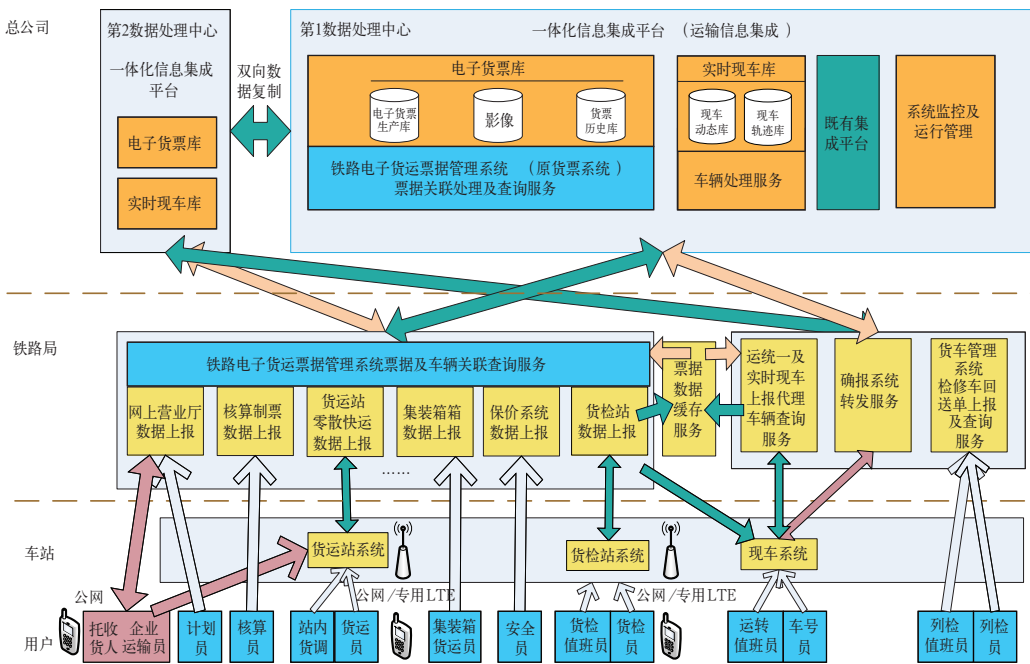 总公司
第2数据处理中心
一体化信息集成
平台
电子货票库
实时现车库
双向数
据复制
第1数据处理中心
一体化信息集成平台 (运输信息集成)
电子货票库
电子货票
生产库
影像
货票
历史库
铁路电子货运票据管理系统 (原货票系统)
票据关联处理及查询服务
实时现车库
现车
动态库
现车
轨迹库
车辆处理服务
既有集
成平台
系统监控及
运行管理
铁路局
铁路电子货运票据管理系统票据及车辆关联查询服务
网上营业厅
数据上报
核算制票
数据上报
货运站
零散快运
数据上报
集装箱箱
数据上报
保价系统
数据上报
货检站
数据上报
……
票据
数据
缓存
服务
运统一及
实时现车
上报代理
车辆查询
服务
确报系统
转发服务
货车管理
系统
检修车回
送单上报
及查询
服务
车站
货运站系统
货检站系统
现车系统
公网
公网/专用LTE
公网/专用LTE
用户
托收 企业
货人 运输员
计划
员
核算
员
站内
货调
货运
员
集装箱
货运员
安全
员
货检
值班员
货检
员
运转
值班员
车号
员
列检
值班员
列检
员